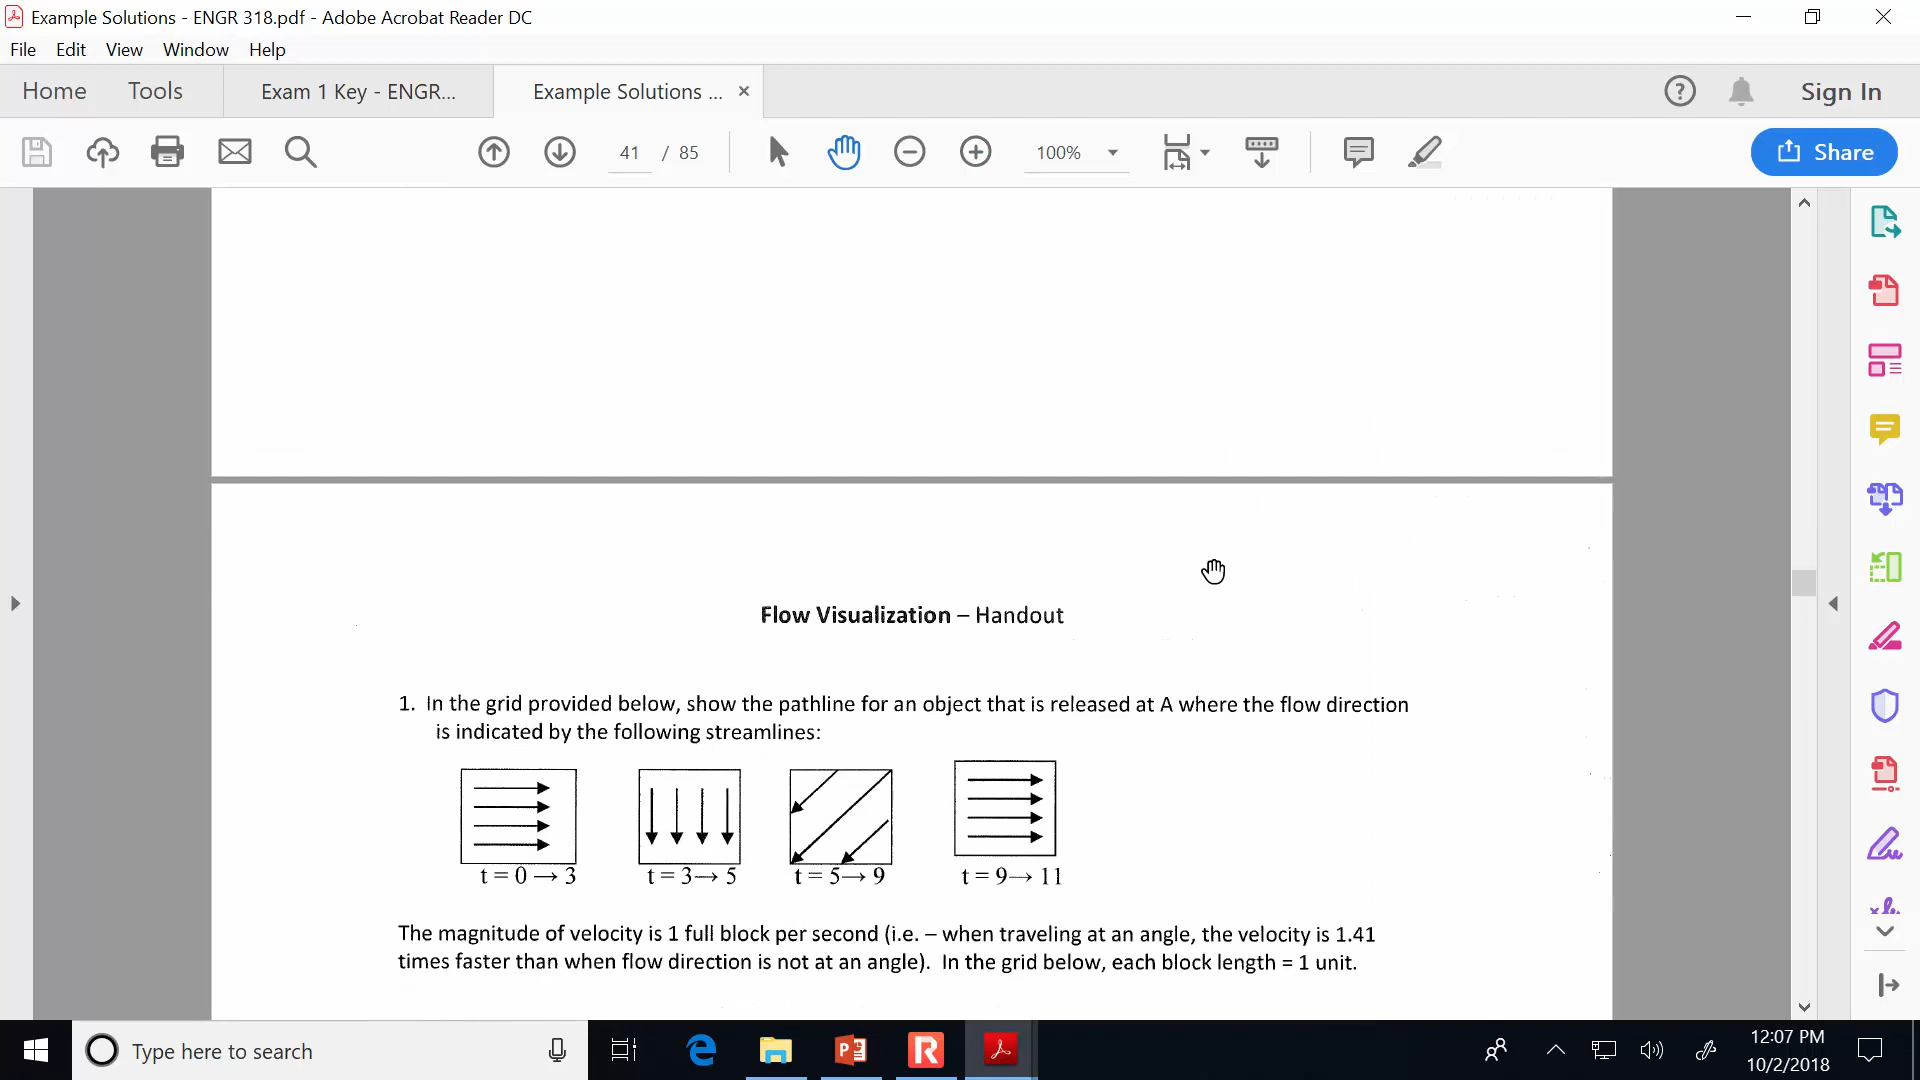 Example Solutions - ENGR 318.pdf - Adobe Acrobat Reader DC
File Edit View Window Help
Home Tools Exam 1 Key - ENGR... Example Solutions ... × Sign In
41 / 85 100% Share
Flow Visualization – Handout
1. In the grid provided below, show the pathline for an object that is released at A where the flow direction
is indicated by the following streamlines:
t = 0 → 3 t = 3→ 5 t = 5→ 9 t = 9→ 11
The magnitude of velocity is 1 full block per second (i.e. – when traveling at an angle, the velocity is 1.41
times faster than when flow direction is not at an angle). In the grid below, each block length = 1 unit.
Type here to search
12:07 PM
10/2/2018